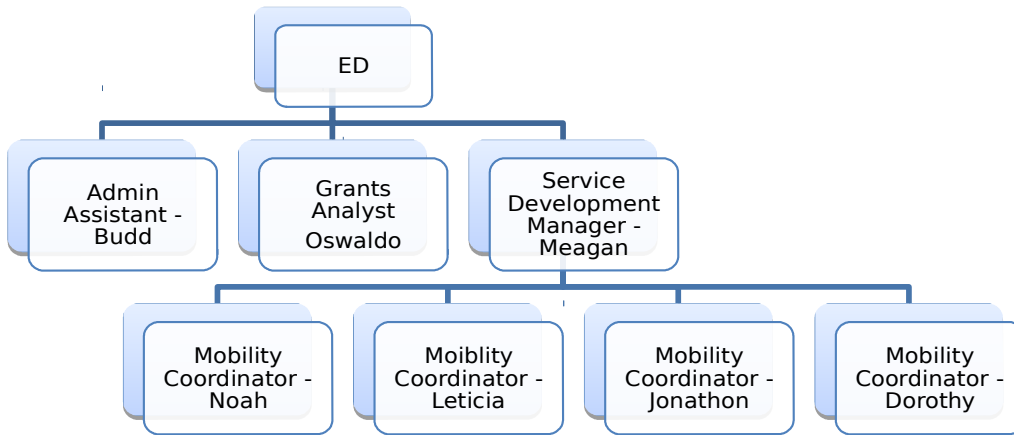 ED
Admin
Assistant -
Budd
Grants
Analyst
Oswaldo
Service
Development
Manager -
Meagan
Mobility
Coordinator -
Noah
Moiblity
Coordinator -
Leticia
Mobility
Coordinator -
Jonathon
Mobility
Coordinator -
Dorothy